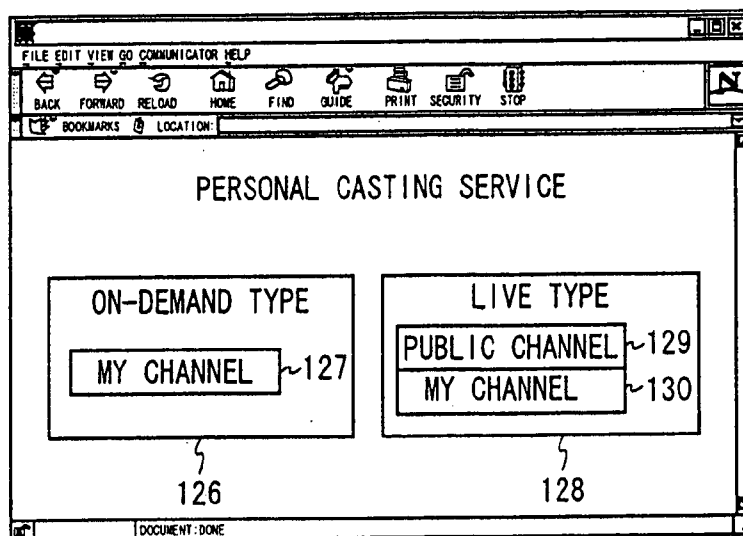 FILE EDIT VIEW GO COMMUNICATOR HELP
BACK FORWARD RELOAD HOME FIND GUIDE PRINT SECURITY STOP
N
BOOKMARKS LOCATION:
PERSONAL CASTING SERVICE
ON-DEMAND TYPE
MY CHANNEL 127
126
LIVE TYPE
PUBLIC CHANNEL 129
MY CHANNEL 130
128
DOCUMENT:DONE